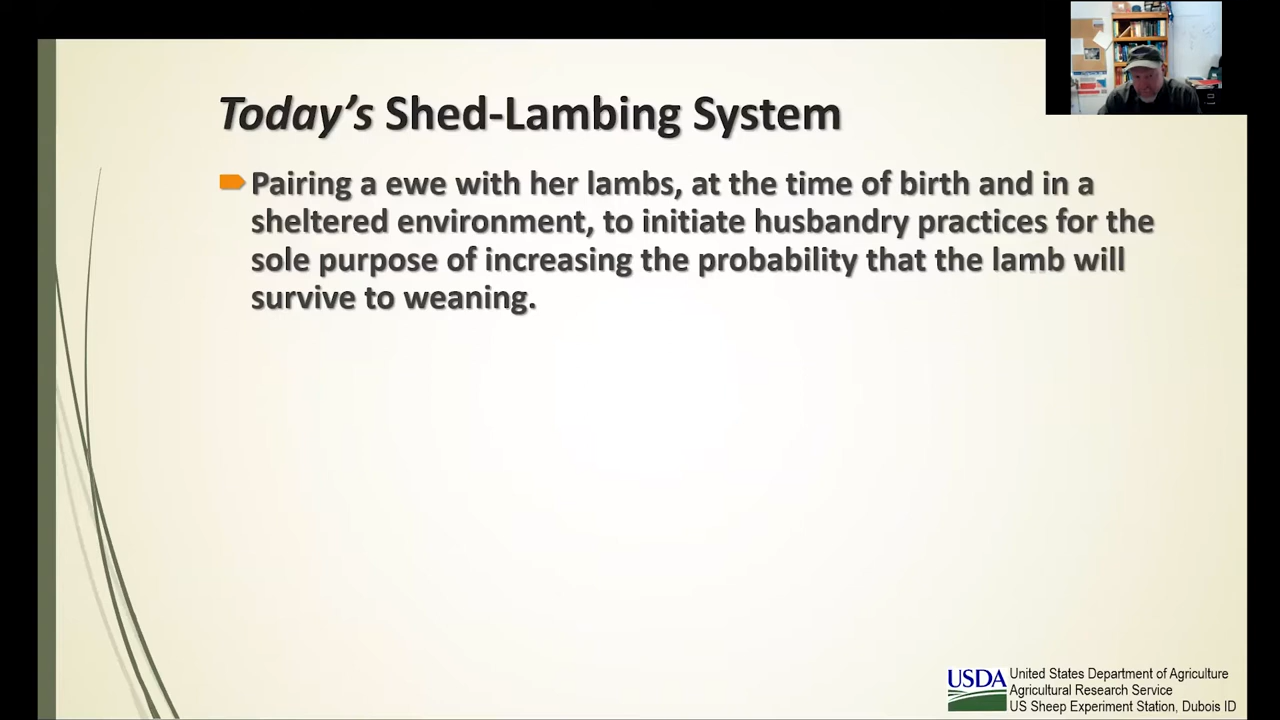 Today's Shed-Lambing System
Pairing a ewe with her lambs, at the time of birth and in a
sheltered environment, to initiate husbandry practices for the
sole purpose of increasing the probability that the lamb will
survive to weaning.
USDA
United States Department of Agriculture
Agricultural Research Service
US Sheep Experiment Station, Dubois ID